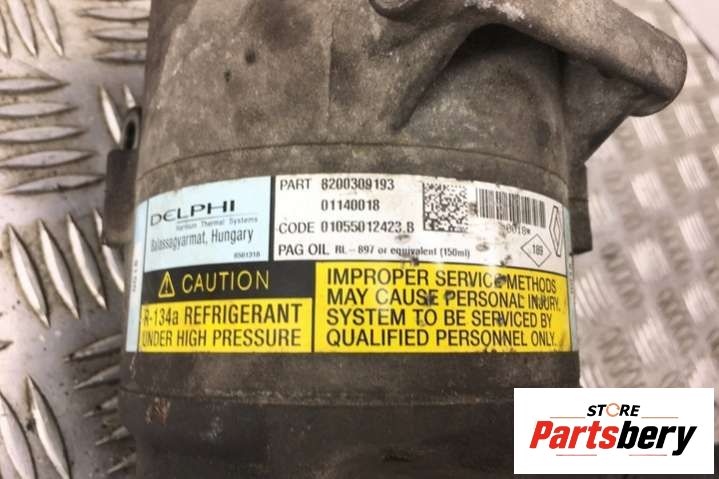 DELPHI
Harrison Thermal Systems
Balassagyarmat, Hungary
PART 8200309193
01140018
CODE 01055012423.B
PAG OIL, RL-897 or equivalent (150ml)
189
CAUTION
R-134a REFRIGERANT
UNDER HIGH PRESSURE
IMPROPER SERVICE METHODS
MAY CAUSE PERSONAL INJURY.
SYSTEM TO BE SERVICED BY
QUALIFIED PERSONNEL ONLY.
STORE
Partsbery